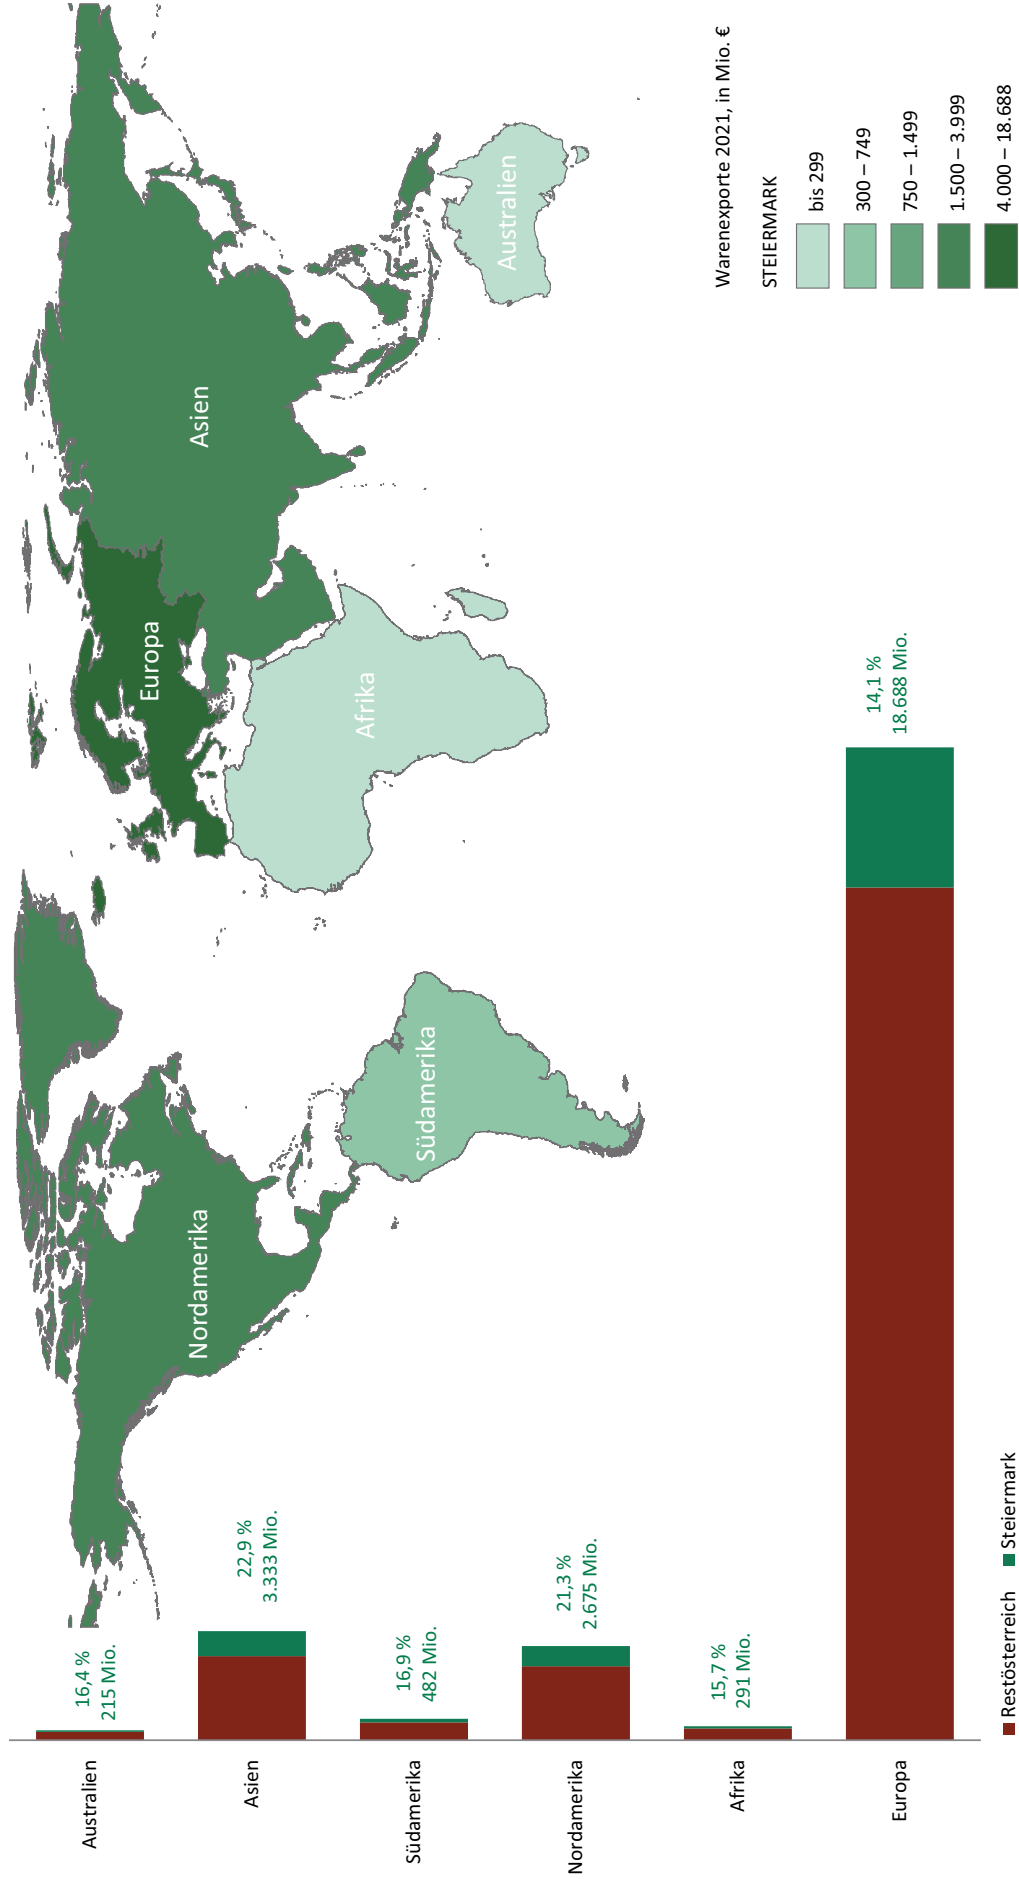 Nordamerika
Südamerika
Europa
Afrika
Asien
Australien
Warenexporte 2021, in Mio. €
STEIERMARK
bis 299
300 – 749
750 – 1.499
1.500 – 3.999
4.000 – 18.688
Australien
16,4 %
215 Mio.
Asien
22,9 %
3.333 Mio.
Südamerika
16,9 %
482 Mio.
Nordamerika
21,3 %
2.675 Mio.
Afrika
15,7 %
291 Mio.
Europa
14,1 %
18.688 Mio.
Restösterreich
Steiermark